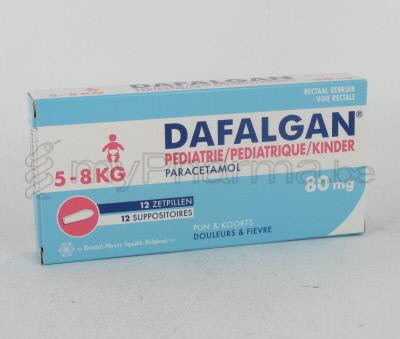 RECTAAL GEBRUIK
VOIE RECTALE
DAFALGAN®
PEDIATRIE/PEDIATRIQUE/KINDER
PARACETAMOL
5-8 KG
80 mg
12 ZETPILLEN
12 SUPPOSITOIRES
PIJN & KOORTS
DOULEURS & FIEVRE
Bristol-Myers Squibb Belgium
myPharma.be